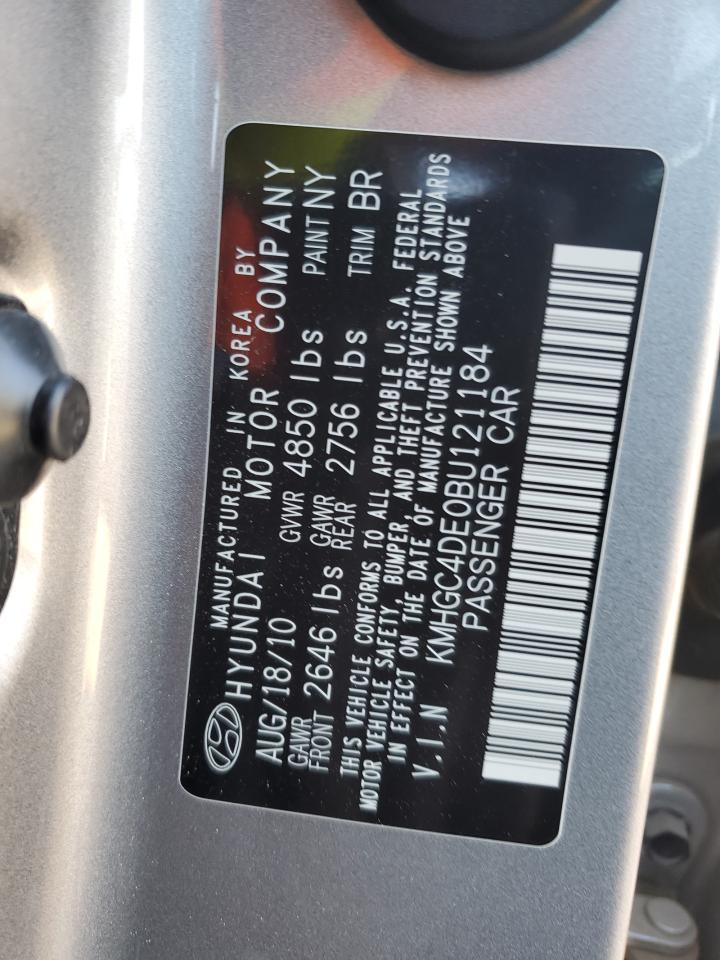 MANUFACTURED IN KOREA BY
HYUNDAI MOTOR COMPANY
AUG/18/10 GVWR 4850 lbs PAINT NY
GAWR FRONT 2646 lbs GAWR REAR 2756 lbs TRIM BR
THIS VEHICLE CONFORMS TO ALL APPLICABLE U.S.A. FEDERAL
MOTOR VEHICLE SAFETY, BUMPER, AND THEFT PREVENTION STANDARDS
IN EFFECT ON THE DATE OF MANUFACTURE SHOWN ABOVE
V.I.N KMHGC4DE0BU121184
PASSENGER CAR